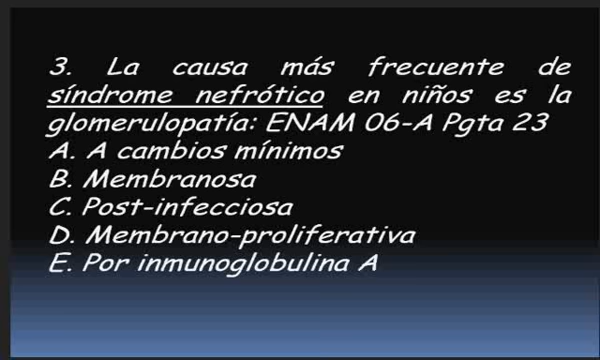 3. La causa más frecuente de
síndrome nefrótico en niños es la
glomerulopatía: ENAM 06-A Pgta 23
A. A cambios mínimos
B. Membranosa
C. Post-infecciosa
D. Membrano-proliferativa
E. Por inmunoglobulina A